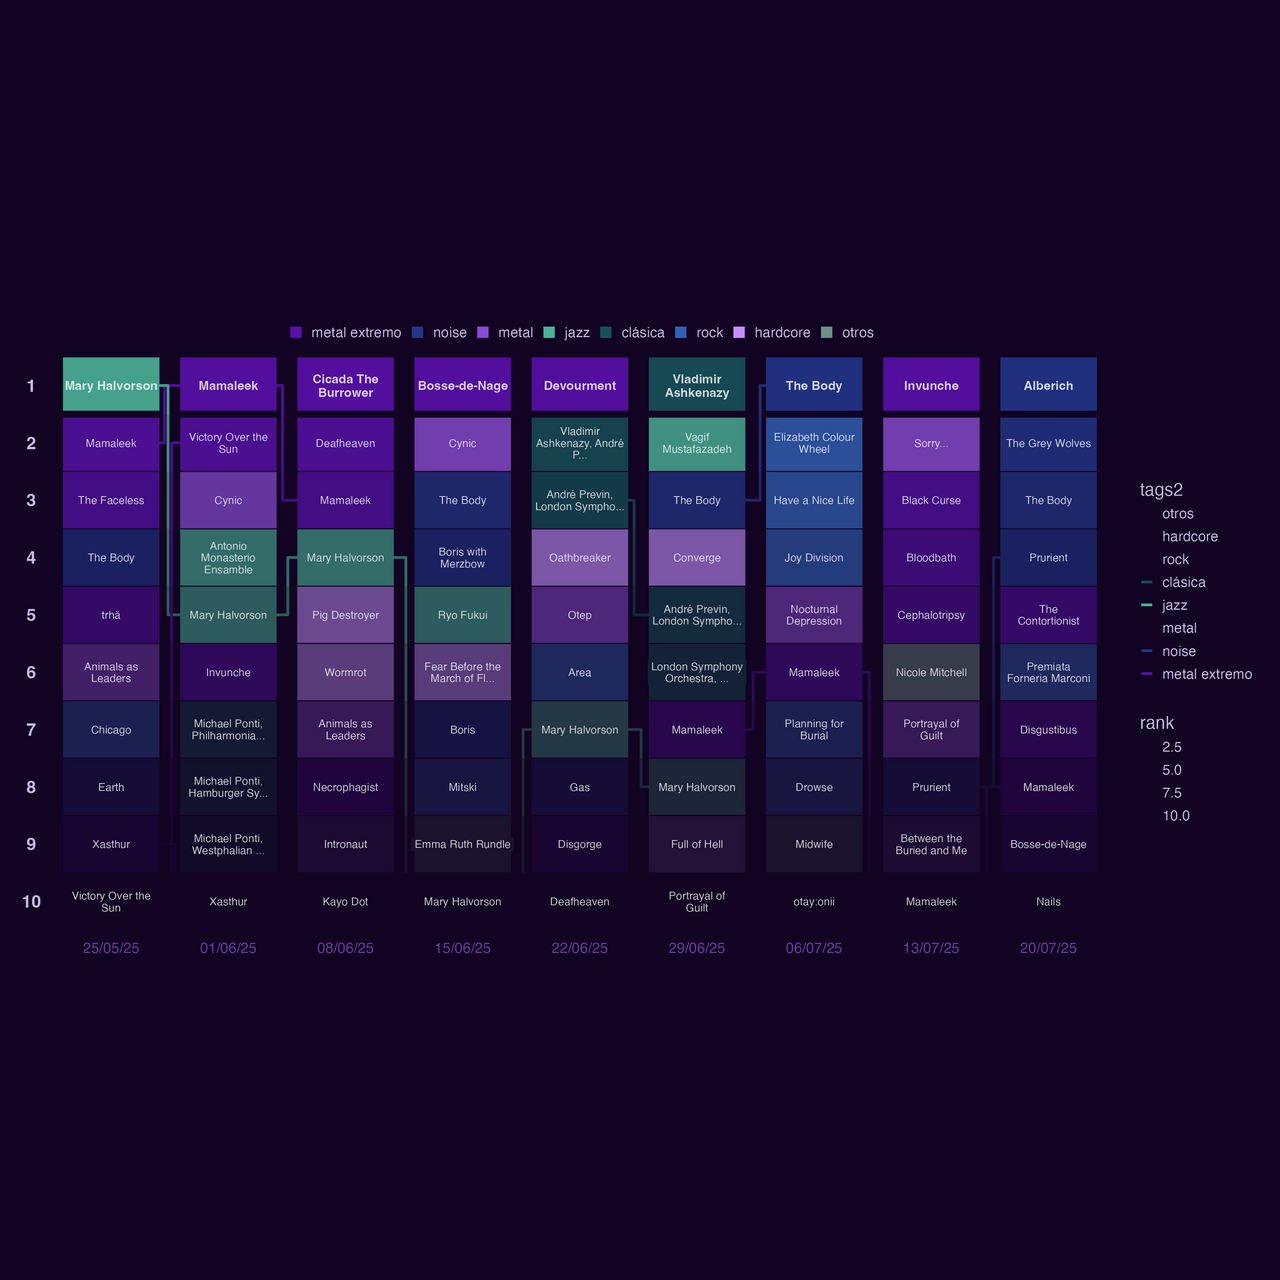 metal extremo noise metal jazz clásica rock hardcore otros
1
Mary Halvorson
Mamaleek
Cicada The
Burrower
Bosse-de-Nage
Devourment
Vladimir
Ashkenazy
The Body
Invunche
Alberich
2
Mamaleek
Victory Over the
Sun
Deafheaven
Cynic
Vladimir
Ashkenazy, André
P...
Vagif
Mustafazadeh
Elizabeth Colour
Wheel
Sorry...
The Grey Wolves
3
The Faceless
Cynic
Mamaleek
The Body
André Previn,
London Sympho...
The Body
Have a Nice Life
Black Curse
The Body
4
The Body
Antonio
Monasterio
Ensamble
Mary Halvorson
Boris with
Merzbow
Oathbreaker
Converge
Joy Division
Bloodbath
Prurient
5
trhä
Mary Halvorson
Pig Destroyer
Ryo Fukui
Otep
André Previn,
London Sympho...
Nocturnal
Depression
Cephalotripsy
The
Contortionist
6
Animals as
Leaders
Invunche
Wormrot
Fear Before the
March of Fl...
Area
London Symphony
Orchestra, ...
Mamaleek
Nicole Mitchell
Premiata
Forneria Marconi
7
Chicago
Michael Ponti,
Philharmonia...
Animals as
Leaders
Boris
Mary Halvorson
Mamaleek
Planning for
Burial
Portrayal of
Guilt
Disgustibus
8
Earth
Michael Ponti,
Hamburger Sy...
Necrophagist
Mitski
Gas
Mary Halvorson
Drowse
Prurient
Mamaleek
9
Xasthur
Michael Ponti,
Westphalian ...
Intronaut
Emma Ruth Rundle
Disgorge
Full of Hell
Midwife
Between the
Buried and Me
Bosse-de-Nage
10
Victory Over the
Sun
Xasthur
Kayo Dot
Mary Halvorson
Deafheaven
Portrayal of
Guilt
otay:onii
Mamaleek
Nails
25/05/25 01/06/25 08/06/25 15/06/25 22/06/25 29/06/25 06/07/25 13/07/25 20/07/25
tags2
otros
hardcore
rock
clásica
jazz
metal
noise
metal extremo
rank
2.5
5.0
7.5
10.0